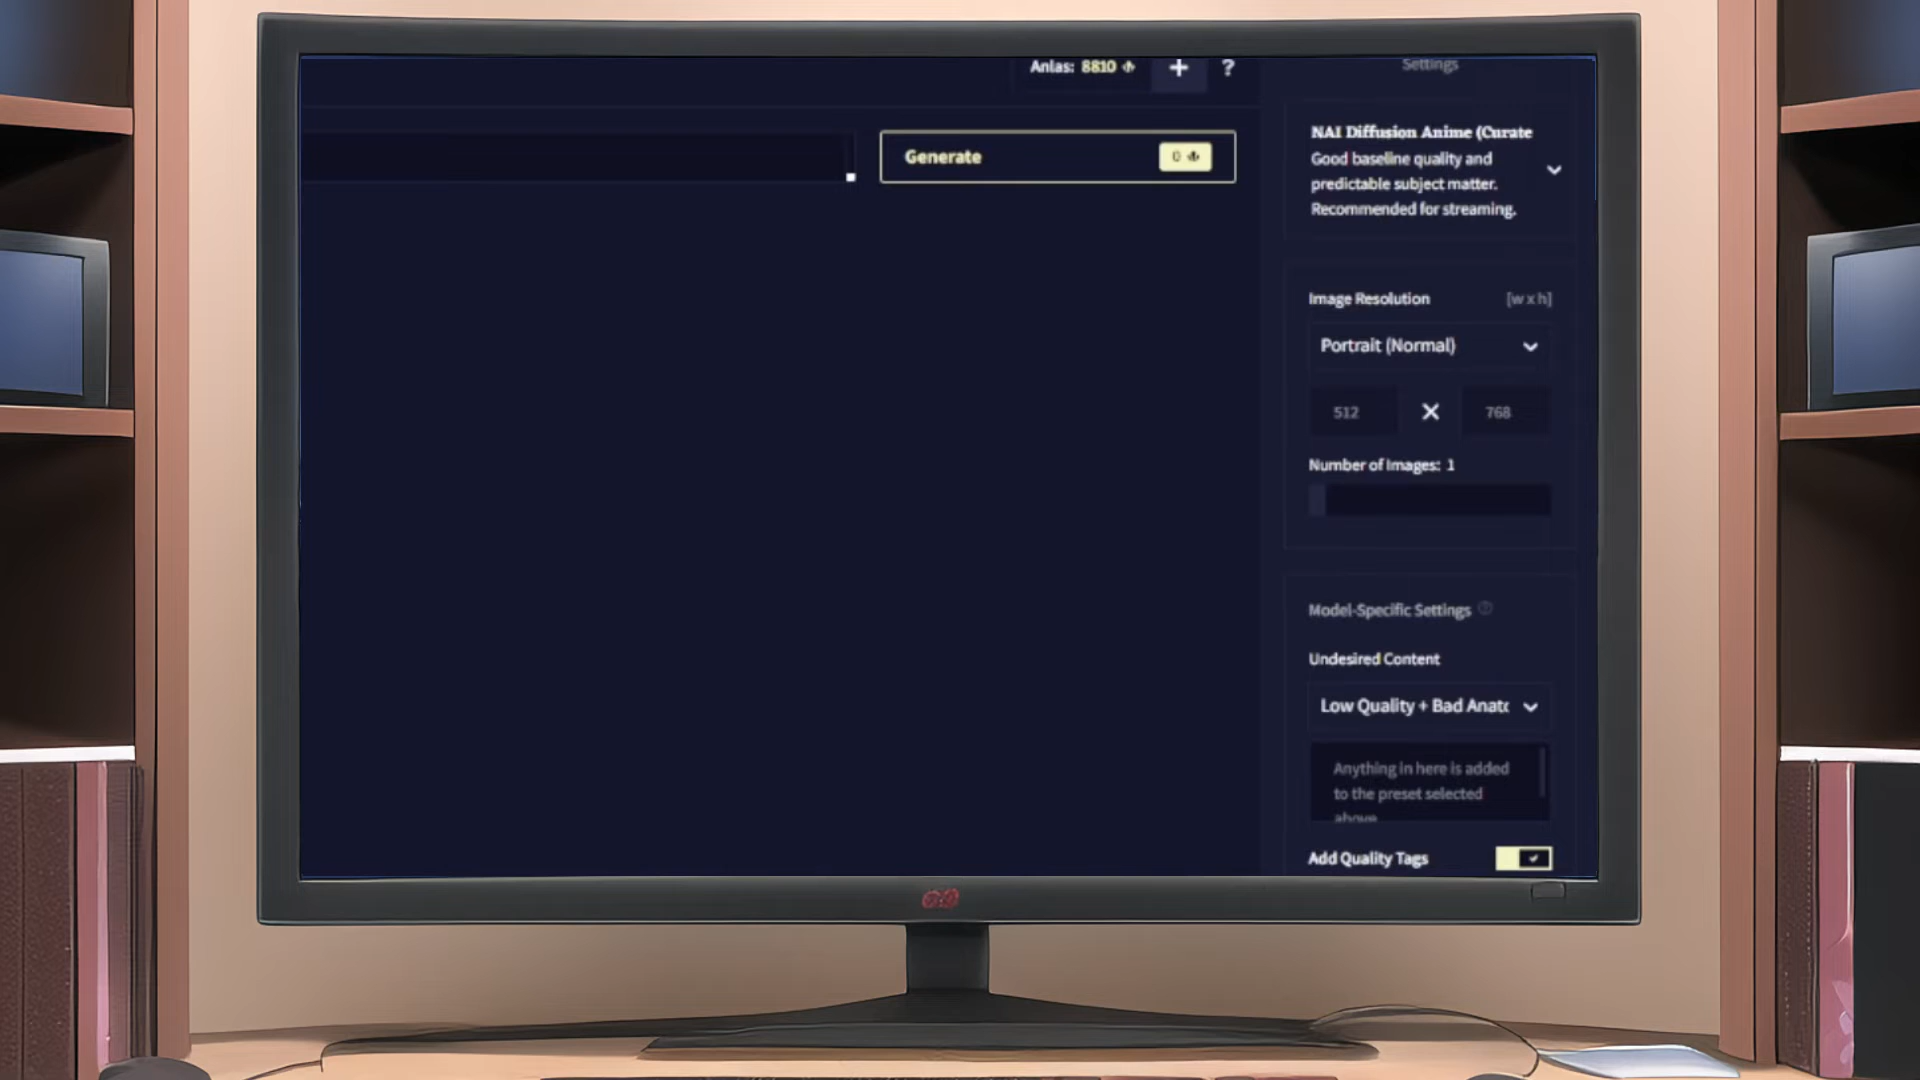 Anlas: 8810
+
?
Settings
Generate
0
NAI Diffusion Anime (Curate
Good baseline quality and
predictable subject matter.
Recommended for streaming.
Image Resolution
[w x h]
Portrait (Normal)
512 X 768
Number of Images: 1
Model-Specific Settings
Undesired Content
Low Quality + Bad Anato
Anything in here is added
to the preset selected
above
Add Quality Tags